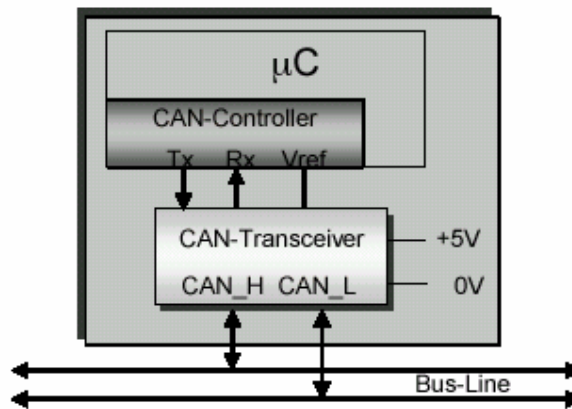 μC
CAN-Controller
Tx Rx Vref
CAN-Transceiver
+5V
CAN_H CAN_L
0V
Bus-Line